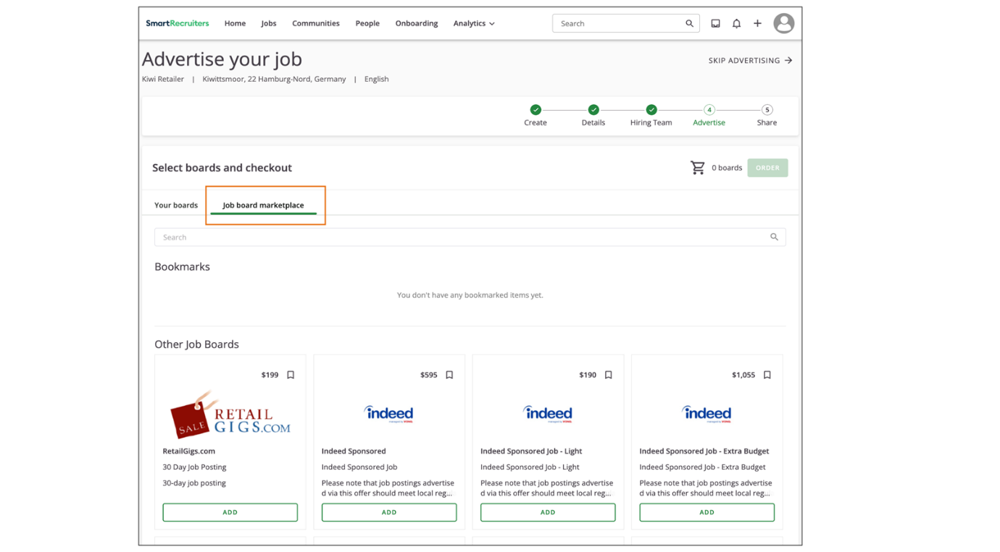 SmartRecruiters Home Jobs Communities People Onboarding Analytics Search
Advertise your job
SKIP ADVERTISING
Kiwi Retailer | Kiwittsmoor, 22 Hamburg-Nord, Germany | English
4 5
Create Details Hiring Team Advertise Share
Select boards and checkout 0 boards ORDER
Your boards Job board marketplace
Search
Bookmarks
You don't have any bookmarked items yet.
Other Job Boards
$199 $595 $190 $1,055
SALE RETAIL GIGS.COM indeed indeed indeed
RetailGigs.com Indeed Sponsored Indeed Sponsored Job - Light Indeed Sponsored Job - Extra Budget
30 Day Job Posting Indeed Sponsored Job Indeed Sponsored Job - Light Indeed Sponsored Job - Extra Budget
30-day job posting Please note that job postings advertise Please note that job postings advertise Please note that job postings advertise
d via this offer should meet local reg... d via this offer should meet local reg... d via this offer should meet local reg...
ADD ADD ADD ADD